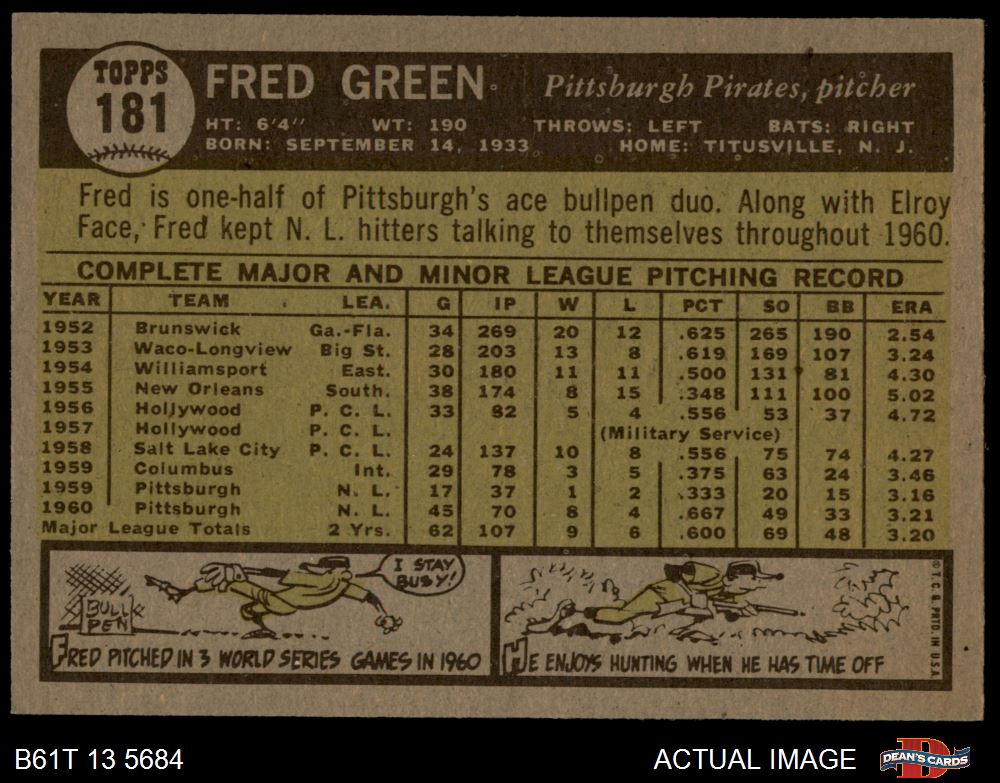 TOPPS
181
FRED GREEN
Pittsburgh Pirates, pitcher
HT: 6'4" WT: 190 THROWS: LEFT BATS: RIGHT
BORN: SEPTEMBER 14, 1933 HOME: TITUSVILLE, N. J.
Fred is one-half of Pittsburgh's ace bullpen duo. Along with Elroy
Face, Fred kept N. L. hitters talking to themselves throughout 1960.
COMPLETE MAJOR AND MINOR LEAGUE PITCHING RECORD
YEAR TEAM LEA. G IP W L PCT SO BB ERA
1952 Brunswick Ga.-Fla. 34 269 20 12 .625 265 190 2.54
1953 Waco-Longview Big St. 28 203 13 8 .619 169 107 3.24
1954 Williamsport East. 30 180 11 11 .500 131 81 4.30
1955 New Orleans South. 38 174 8 15 .348 111 100 5.02
1956 Hollywood P. C. L. 33 82 5 4 .556 53 37 4.72
1957 Hollywood P. C. L. (Military Service)
1958 Salt Lake City P. C. L. 24 137 10 8 .556 75 74 4.27
1959 Columbus Int. 29 78 3 5 .375 63 24 3.46
1959 Pittsburgh N. L. 17 37 1 2 .333 20 15 3.16
1960 Pittsburgh N. L. 45 70 8 4 .667 49 33 3.21
Major League Totals 2 Yrs. 62 107 9 6 .600 69 48 3.20
I STAY
BUSY!
BULL
PEN
FRED PITCHED IN 3 WORLD SERIES GAMES IN 1960
HE ENJOYS HUNTING WHEN HE HAS TIME OFF
© T. C. G. PRTD. IN U.S.A.
B61T 13 5684
ACTUAL IMAGE
DEAN'S CARDS